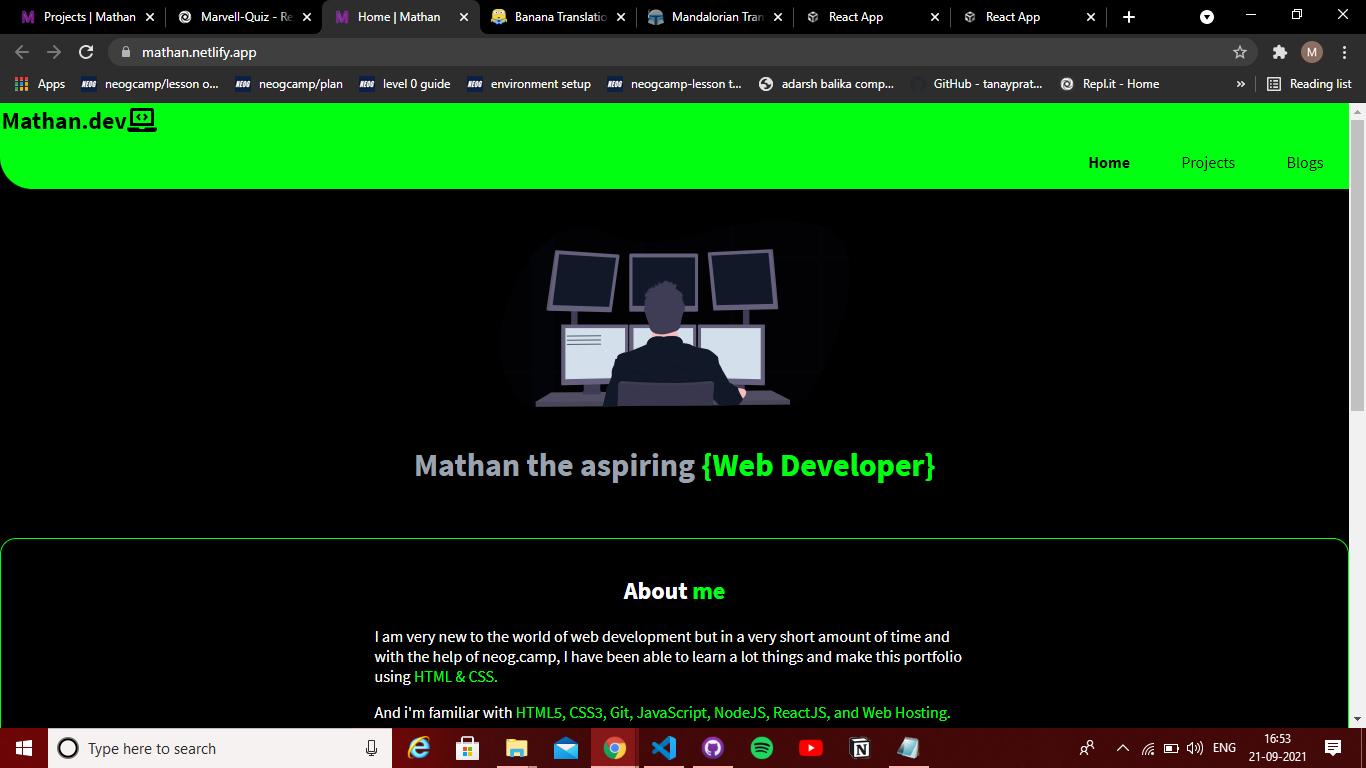 Projects | Mathan
Marvell-Quiz - Re
Home | Mathan
Banana Translatio
Mandalorian Tran
React App
React App
mathan.netlify.app
M
Apps
neogcamp/lesson o...
neogcamp/plan
level 0 guide
environment setup
neogcamp-lesson t...
adarsh balika comp...
GitHub - tanayprat...
Repl.it - Home
»
Reading list
Mathan.dev
Home Projects Blogs
Mathan the aspiring {Web Developer}
About me
I am very new to the world of web development but in a very short amount of time and
with the help of neog.camp, I have been able to learn a lot things and make this portfolio
using HTML & CSS.
And i'm familiar with HTML5, CSS3, Git, JavaScript, NodeJS, ReactJS, and Web Hosting.
Type here to search
ENG
16:53
21-09-2021